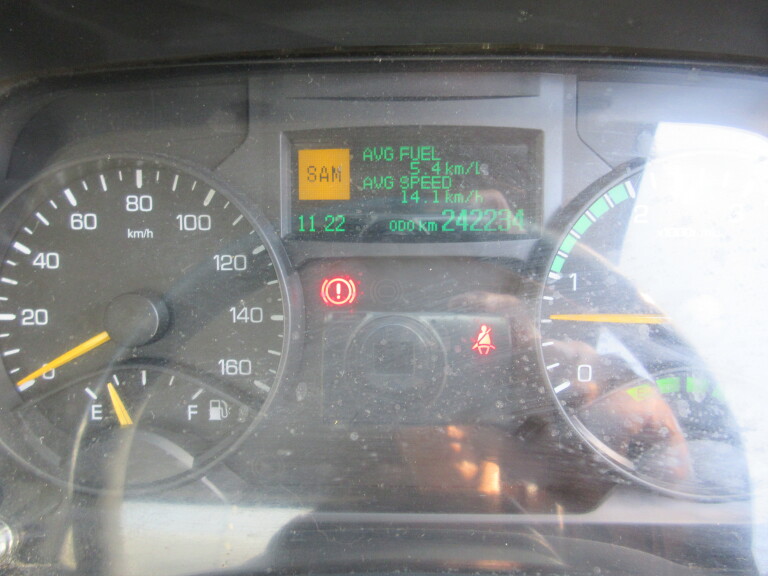 SAM
AVG FUEL
5.4 km/L
AVG SPEED
14.1 km/h
11.22 ODO km 242234
0 20 40 60 80 100 120 140 160
km/h
E F
0 1 2